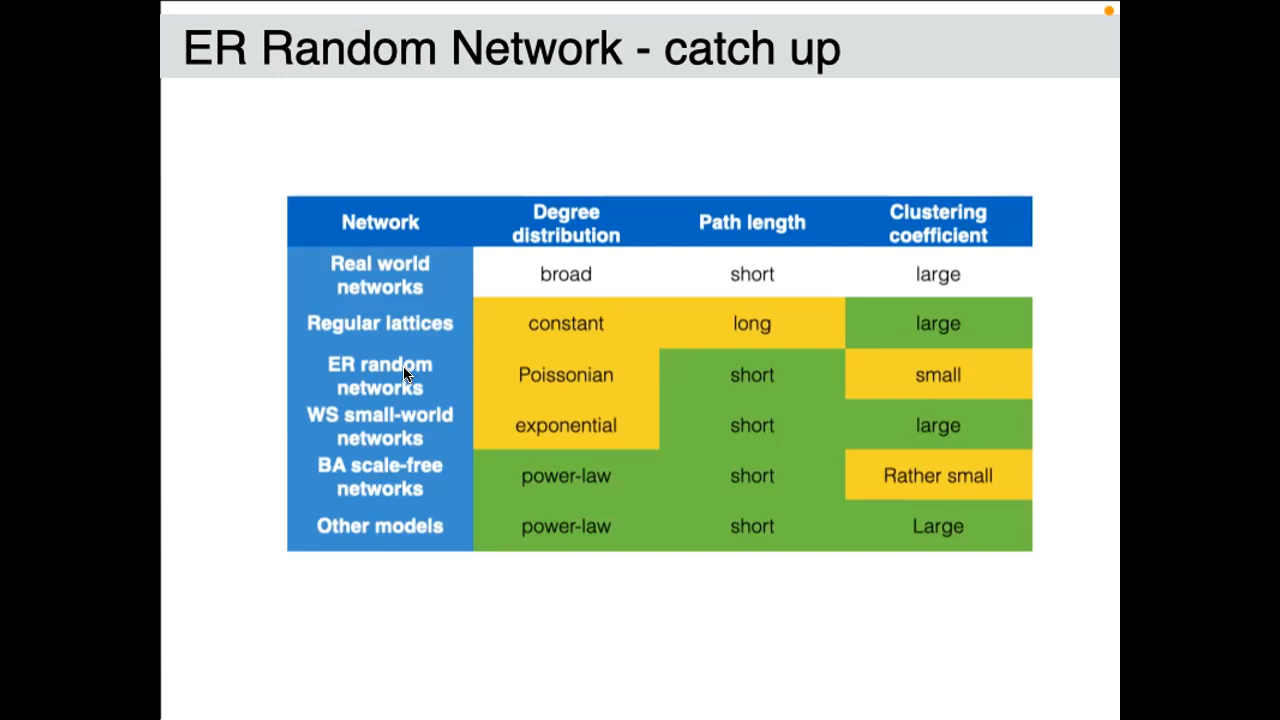 ER Random Network - catch up
Network
Degree
distribution
Path length
Clustering
coefficient
Real world
networks
broad
short
large
Regular lattices
constant
long
large
ER random
networks
Poissonian
short
small
WS small-world
networks
exponential
short
large
BA scale-free
networks
power-law
short
Rather small
Other models
power-law
short
Large